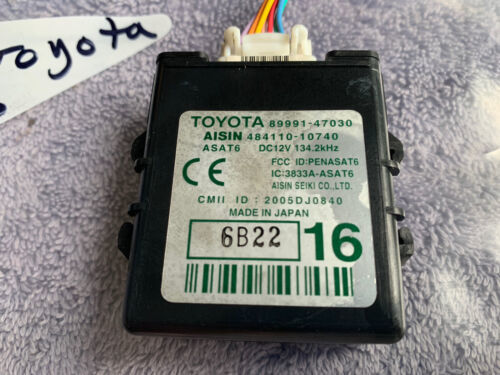 Toyota
TOYOTA 89991-47030
AISIN 484110-10740
ASAT6 DC12V 134.2kHz
CE FCC ID:PENASAT6
IC:3833A-ASAT6
AISIN SEIKI CO.,LTD.
CMII ID : 2005DJ0840
MADE IN JAPAN
6B22 16